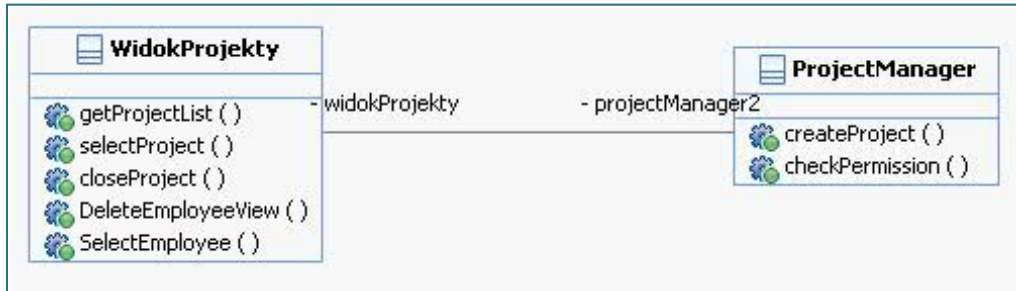 WidokProjekty
getProjectList ( )
selectProject ( )
closeProject ( )
DeleteEmployeeView ( )
SelectEmployee ( )
- widokProjekty
- projectManager2
ProjectManager
createProject ( )
checkPermission ( )